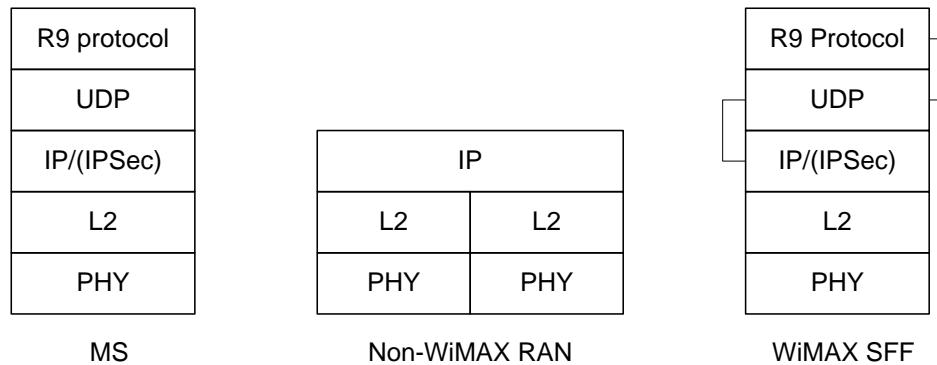 R9 protocol
UDP
IP/(IPSec)
L2
PHY
MS
IP
L2 L2
PHY PHY
Non-WiMAX RAN
R9 Protocol
UDP
IP/(IPSec)
L2
PHY
WiMAX SFF